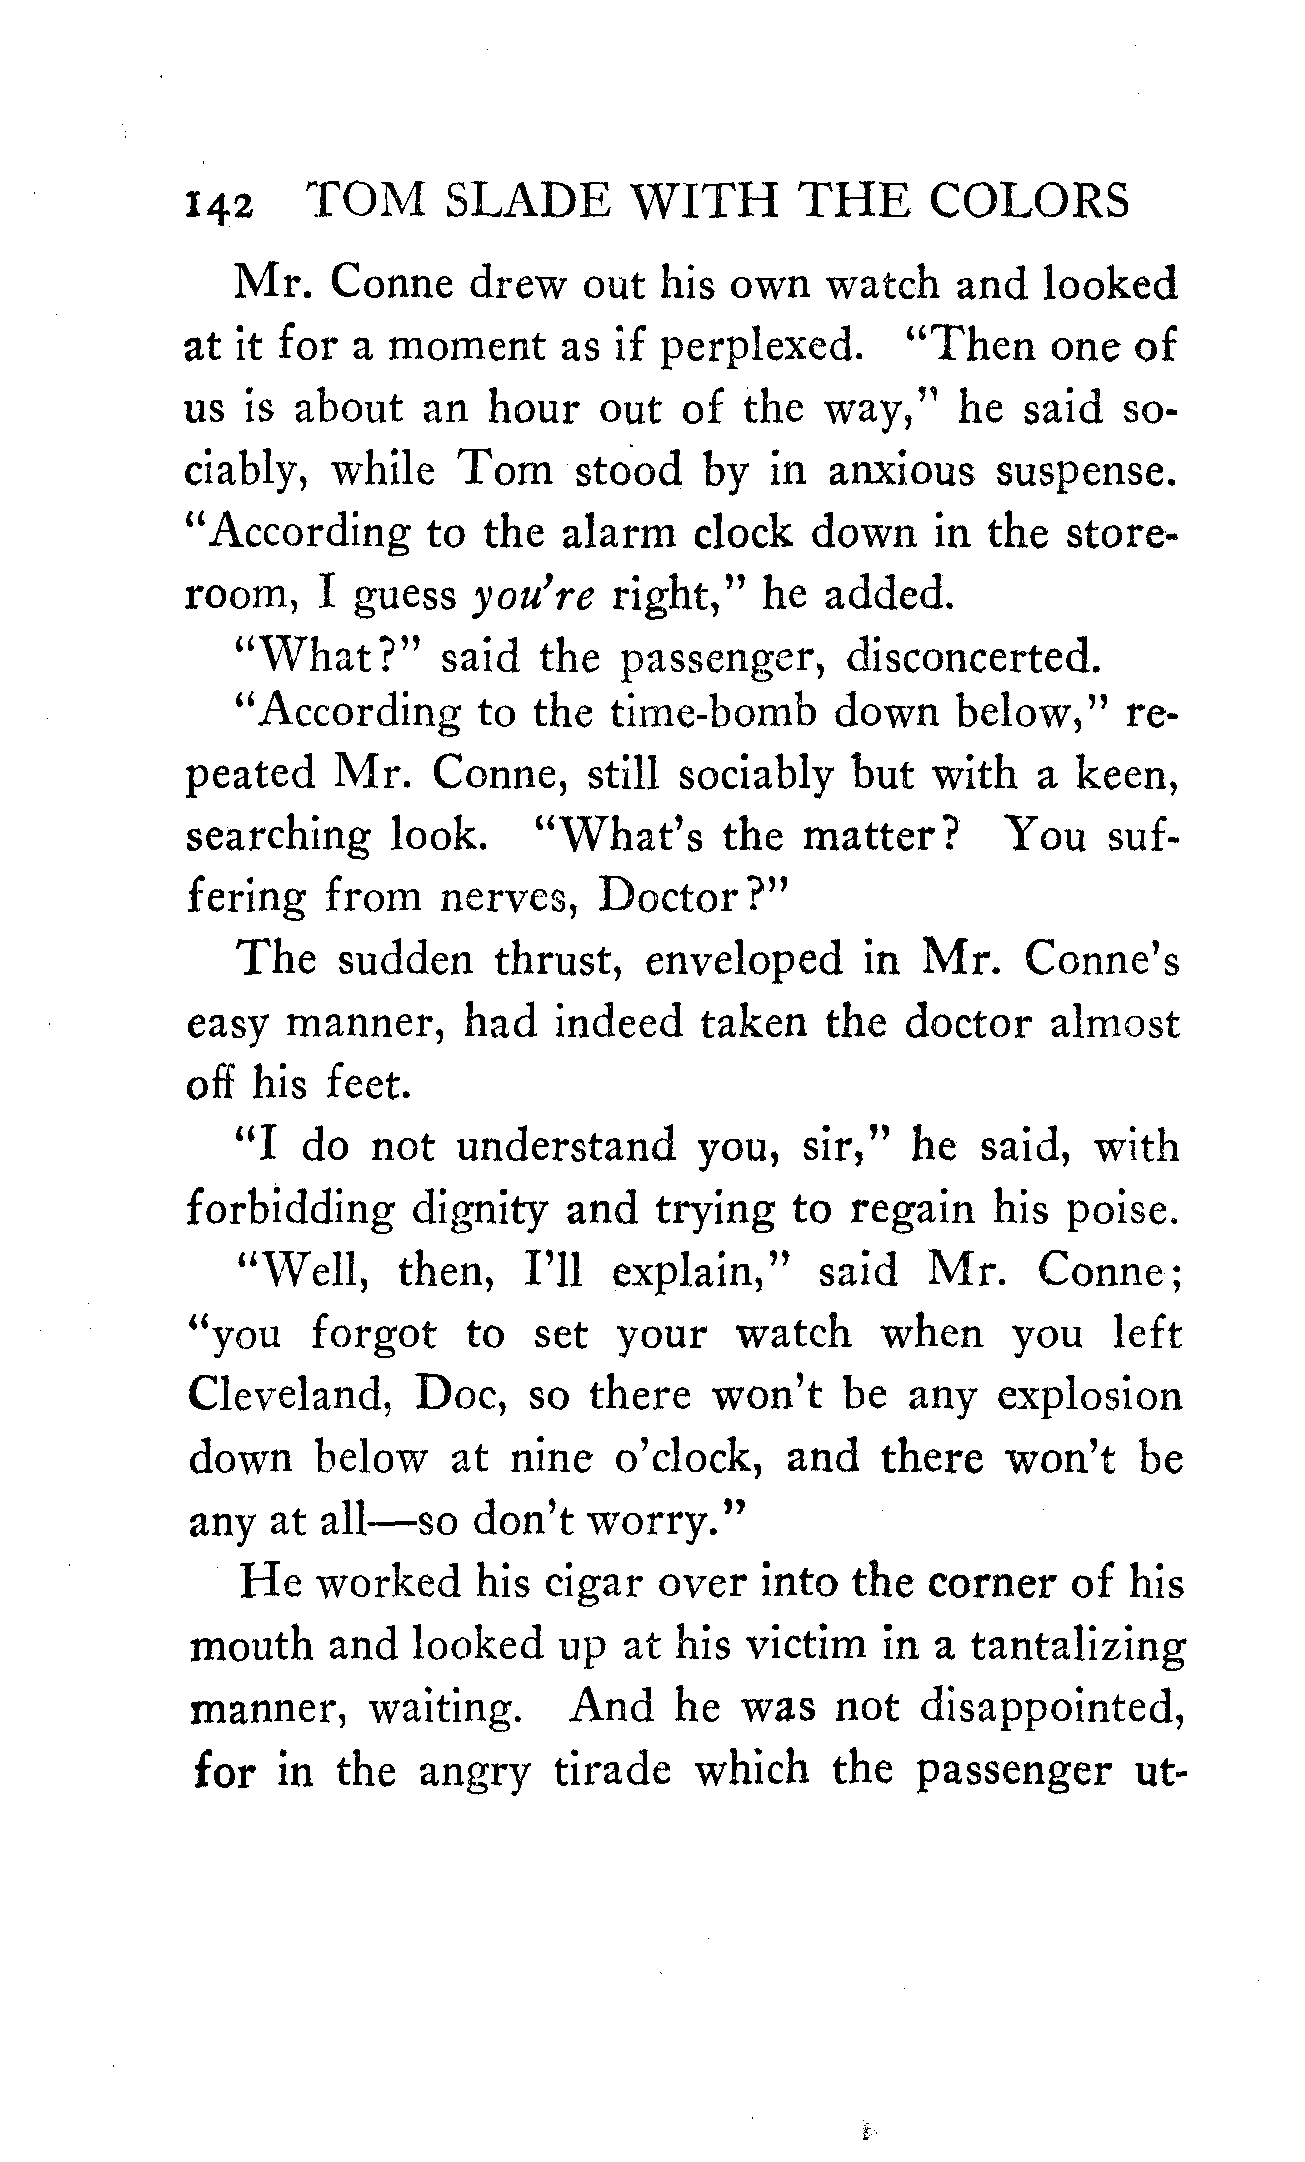 142 TOM SLADE WITH THE COLORS
Mr. Conne drew out his own watch and looked
at it for a moment as if perplexed. "Then one of
us is about an hour out of the way," he said so-
ciably, while Tom stood by in anxious suspense.
"According to the alarm clock down in the store-
room, I guess you're right," he added.
"What?" said the passenger, disconcerted.
"According to the time-bomb down below," re-
peated Mr. Conne, still sociably but with a keen,
searching look. "What's the matter? You suf-
fering from nerves, Doctor?"
The sudden thrust, enveloped in Mr. Conne's
easy manner, had indeed taken the doctor almost
off his feet.
"I do not understand you, sir," he said, with
forbidding dignity and trying to regain his poise.
"Well, then, I'll explain," said Mr. Conne;
"you forgot to set your watch when you left
Cleveland, Doc, so there won't be any explosion
down below at nine o'clock, and there won't be
any at all—so don't worry."
He worked his cigar over into the corner of his
mouth and looked up at his victim in a tantalizing
manner, waiting. And he was not disappointed,
for in the angry tirade which the passenger ut-